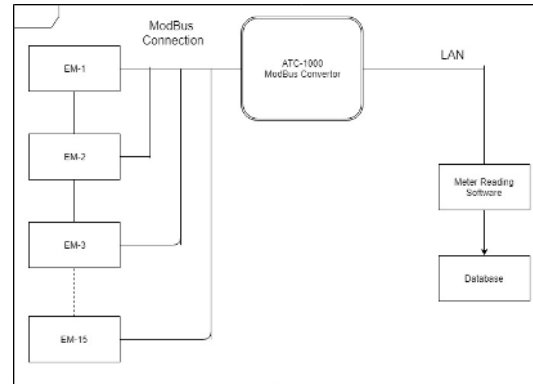 ModBus
Connection
EM-1
ATC-1000
ModBus Convertor
LAN
EM-2
Meter Reading
Software
EM-3
Database
EM-15